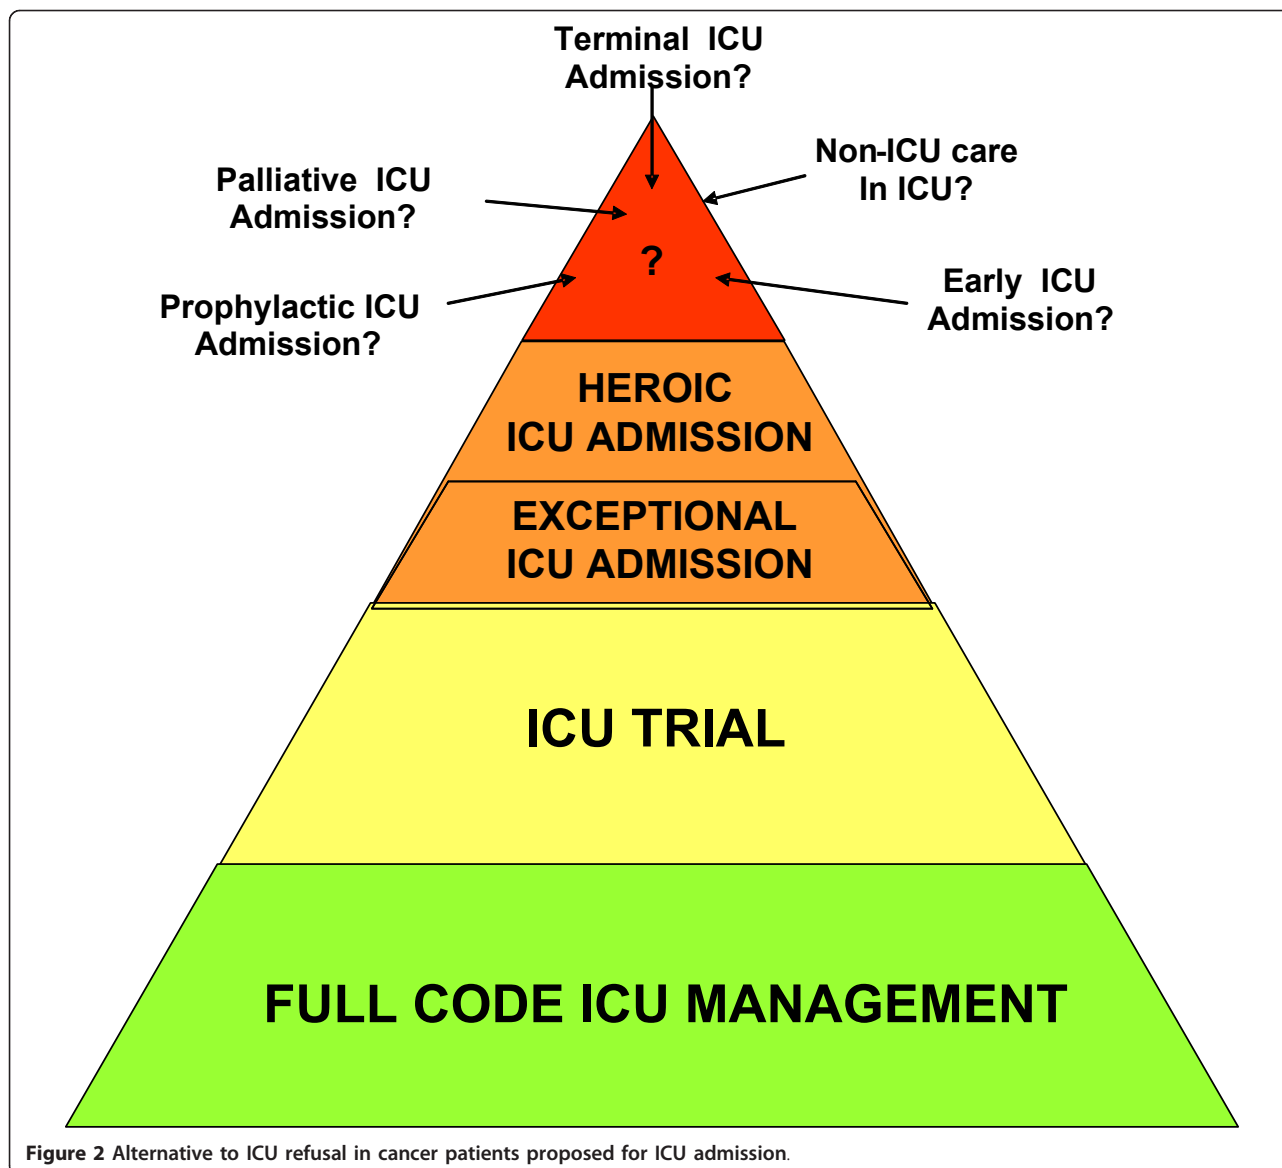 Terminal ICU
Admission?
Non-ICU care
In ICU?
Palliative ICU
Admission?
?
Early ICU
Admission?
Prophylactic ICU
Admission?
HEROIC
ICU ADMISSION
EXCEPTIONAL
ICU ADMISSION
ICU TRIAL
FULL CODE ICU MANAGEMENT
Figure 2 Alternative to ICU refusal in cancer patients proposed for ICU admission.